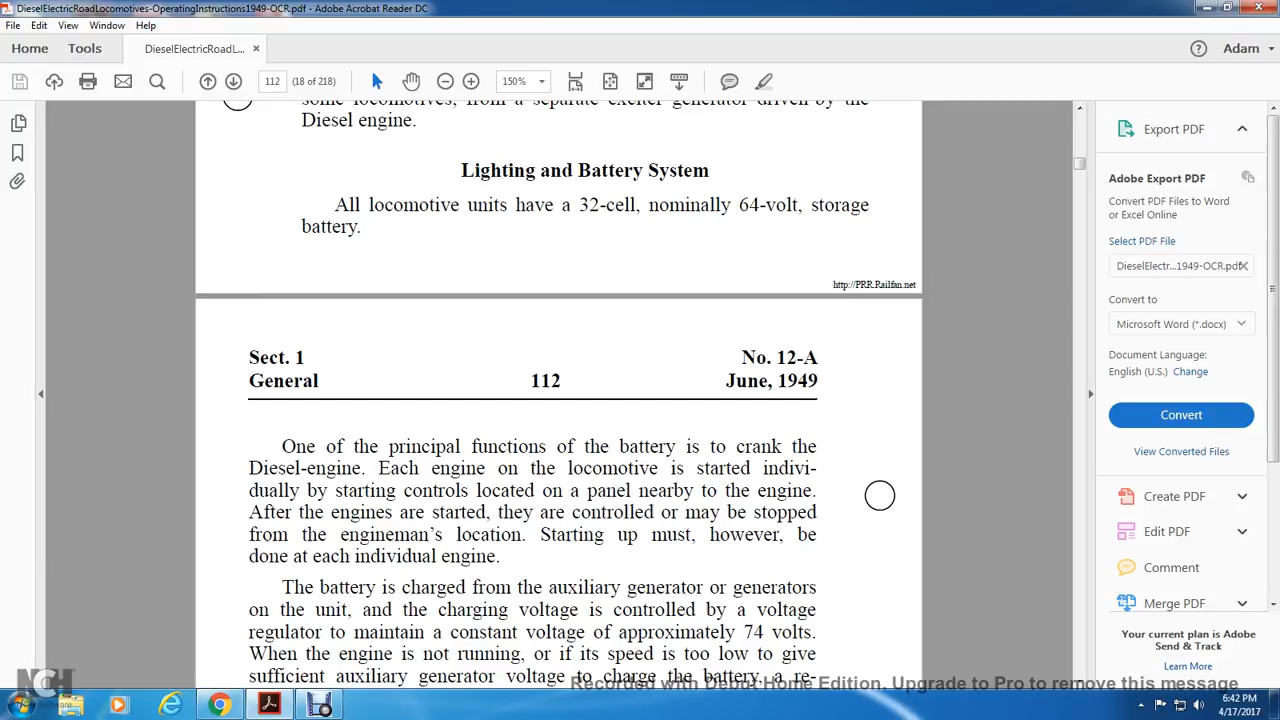 DieselElectricRoadLocomotives-OperatingInstructions1949-OCR.pdf - Adobe Acrobat Reader DC
File Edit View Window Help
Home Tools DieselElectricRoadL... × Adam
112 (18 of 218) 150%
some locomotives, from a separate exciter generator driven by the
Diesel engine.
Lighting and Battery System
All locomotive units have a 32-cell, nominally 64-volt, storage
battery.
http://PRR.Railfan.net
Sect. 1 No. 12-A
General 112 June, 1949
One of the principal functions of the battery is to crank the
Diesel-engine. Each engine on the locomotive is started indivi-
dually by starting controls located on a panel nearby to the engine.
After the engines are started, they are controlled or may be stopped
from the engineman's location. Starting up must, however, be
done at each individual engine.
The battery is charged from the auxiliary generator or generators
on the unit, and the charging voltage is controlled by a voltage
regulator to maintain a constant voltage of approximately 74 volts.
When the engine is not running, or if its speed is too low to give
sufficient auxiliary generator voltage to charge the battery, a re-
Export PDF
Adobe Export PDF
Convert PDF Files to Word
or Excel Online
Select PDF File
DieselElectr...1949-OCR.pdf
Convert to
Microsoft Word (*.docx)
Document Language:
English (U.S.) Change
Convert
View Converted Files
Create PDF
Edit PDF
Comment
Merge PDF
Your current plan is Adobe
Send & Track
Learn More
NCH
Software
Recorded with Debut Home Edition. Upgrade to Pro to remove this message
6:42 PM
4/17/2017